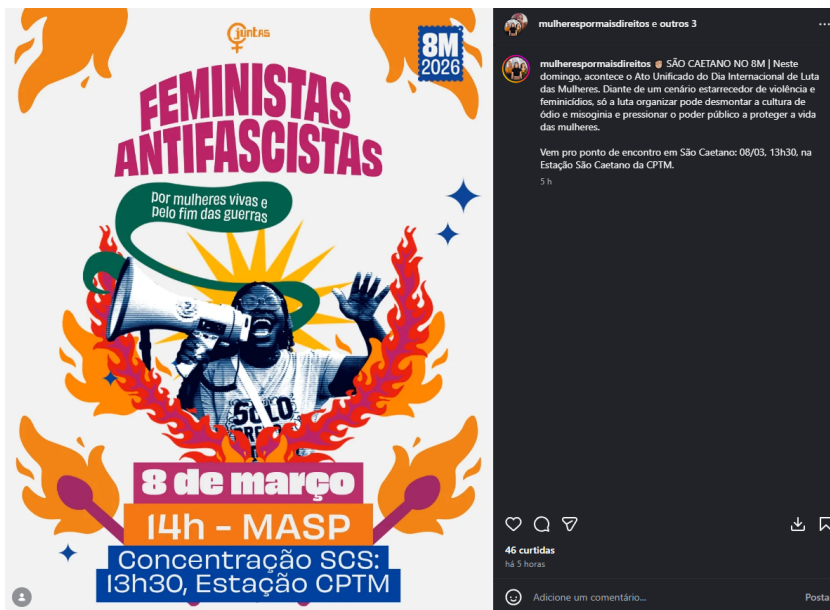 juntas
8M
2026
FEMINISTAS
ANTIFASCISTAS
por mulheres vivas e
pelo fim das guerras
SOLO
8 de março
14h – MASP
Concentração SCS:
13h30, Estação CPTM
mulherespormaisdireitos e outros 3
mulherespormaisdireitos ✊🏽 SÃO CAETANO NO 8M | Neste
domingo, acontece o Ato Unificado do Dia Internacional de Luta
das Mulheres. Diante de um cenário estarrecedor de violência e
feminicídios, só a luta organizar pode desmontar a cultura de
ódio e misoginia e pressionar o poder público a proteger a vida
das mulheres.
Vem pro ponto de encontro em São Caetano: 08/03, 13h30, na
Estação São Caetano da CPTM.
5 h
46 curtidas
há 5 horas
Adicione um comentário...
Posta